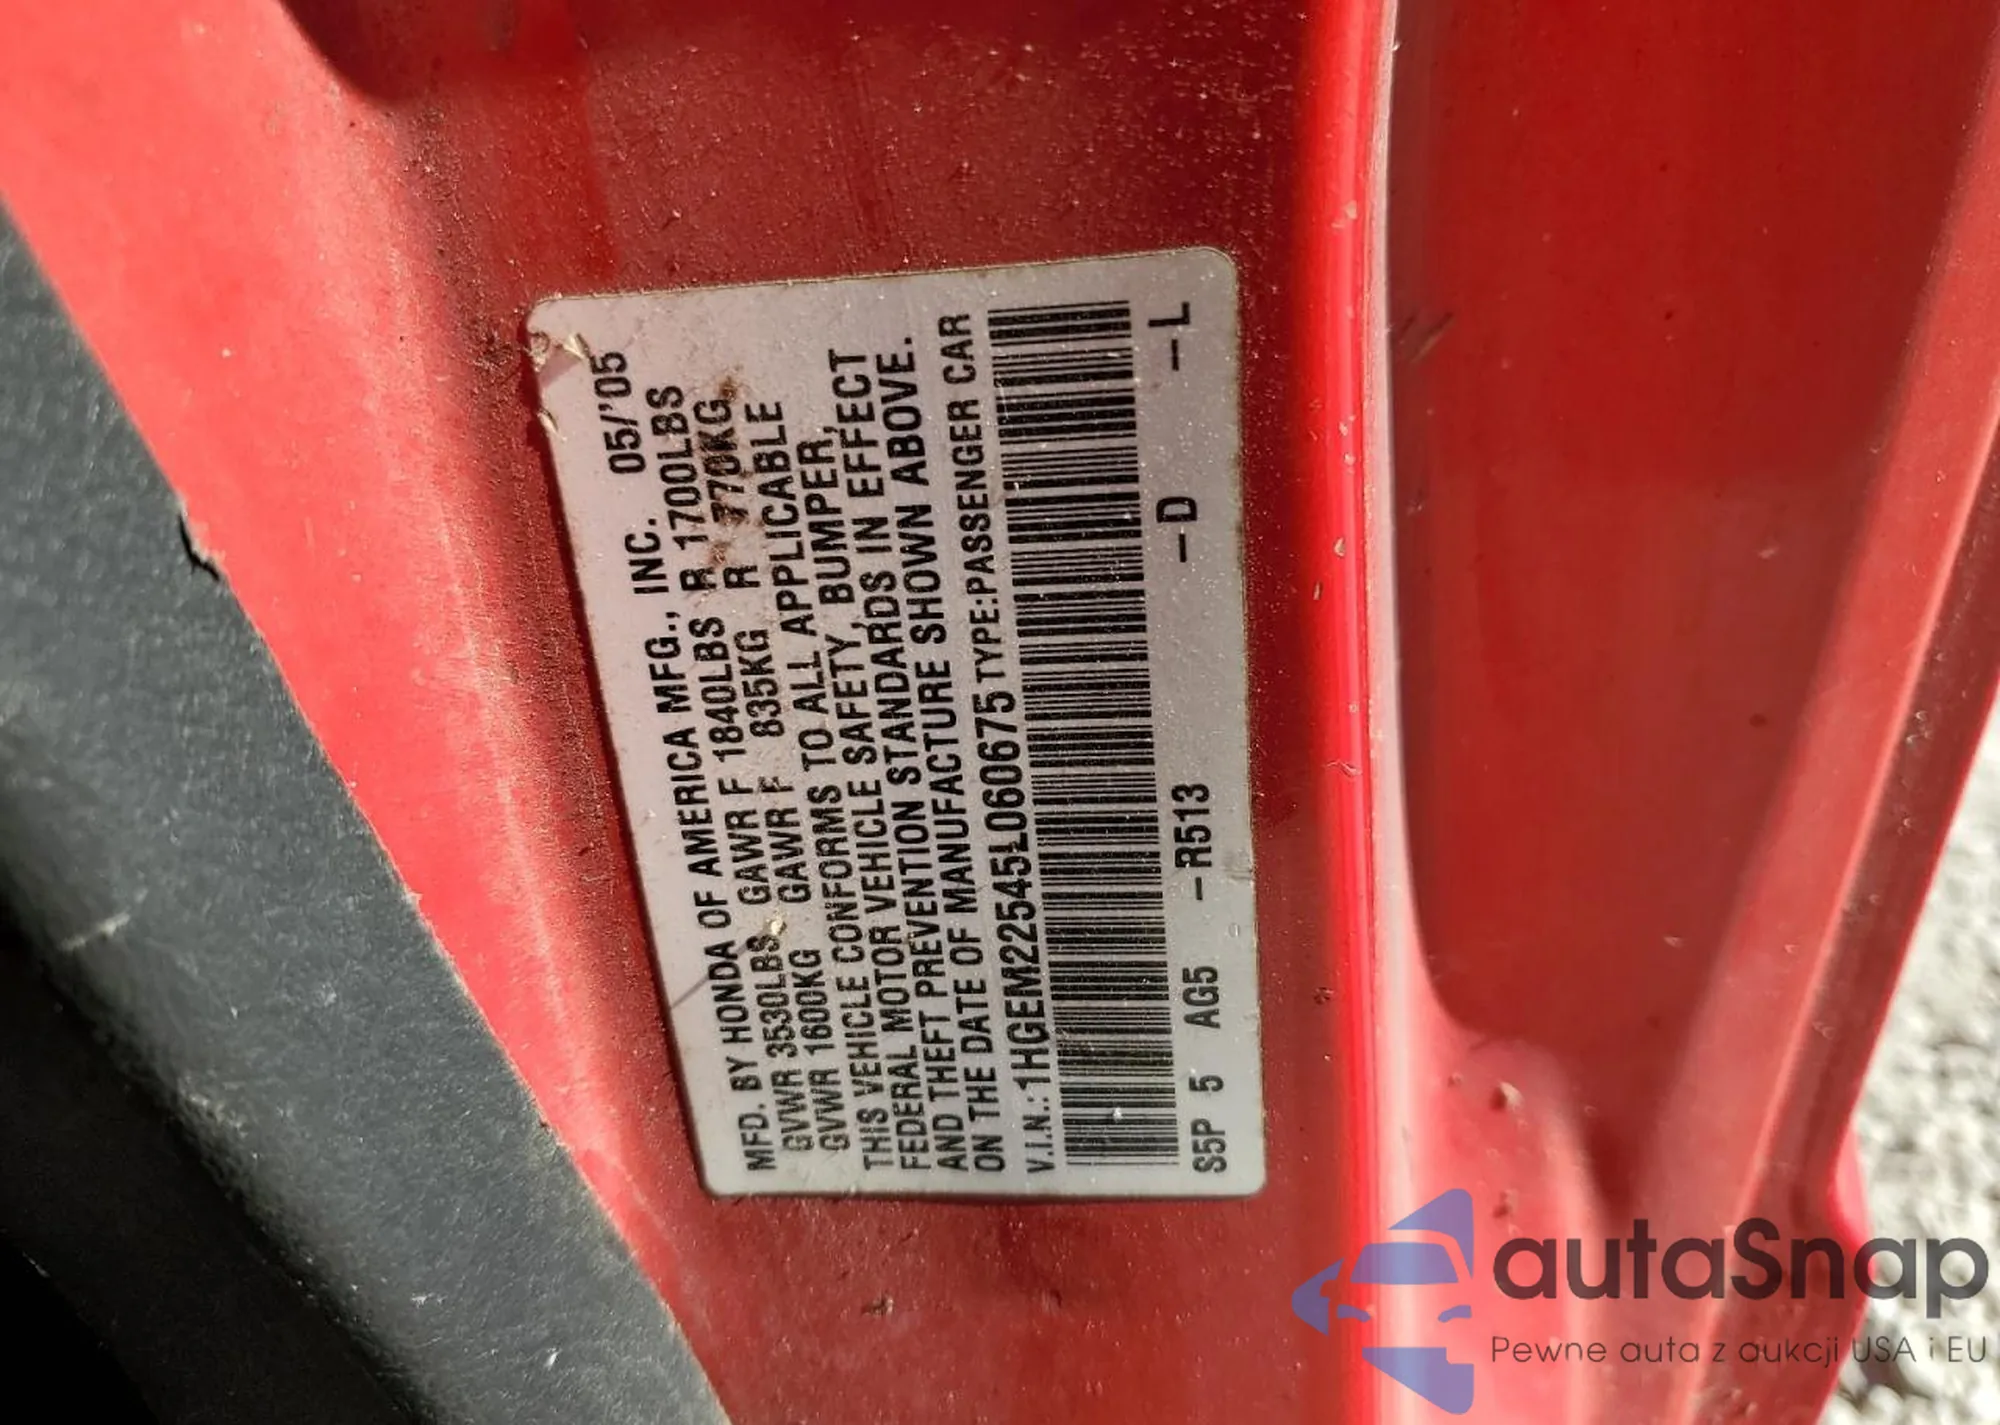 MFD. BY HONDA OF AMERICA MFG., INC. 05/'05
GVWR 3530LBS GAWR F 1840LBS R 1700LBS
GVWR 1600KG GAWR F 835KG R 770KG
THIS VEHICLE CONFORMS TO ALL APPLICABLE
FEDERAL MOTOR VEHICLE SAFETY, BUMPER,
AND THEFT PREVENTION STANDARDS IN EFFECT
ON THE DATE OF MANUFACTURE SHOWN ABOVE.
V.I.N.:1HGEM22545L060675 TYPE:PASSENGER CAR
S5P 5 AG5 -R513 -D -L
autaSnap
Pewne auta z aukcji USA i EU